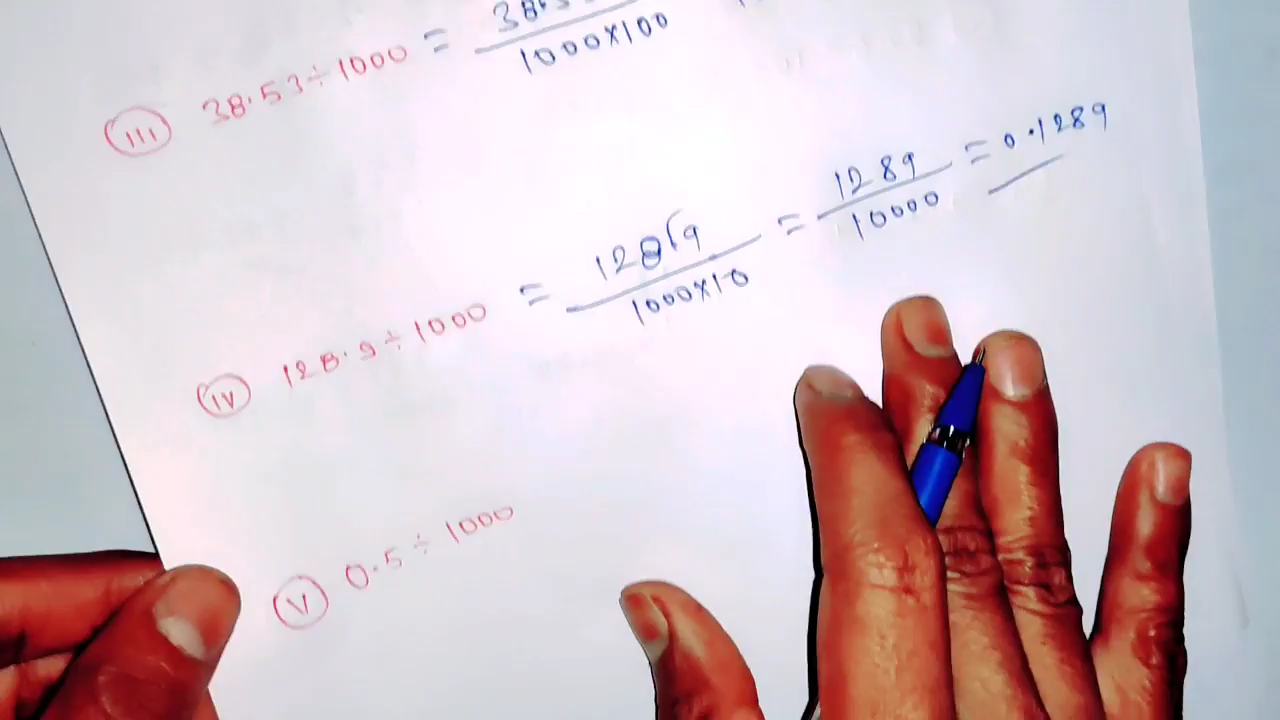 (III) 38.53÷1000 = 38.5 / 1000×100
(IV) 128.9÷1000 = 1289 / 1000×10 = 1289 / 10000 = 0.1289
(V) 0.5÷1000